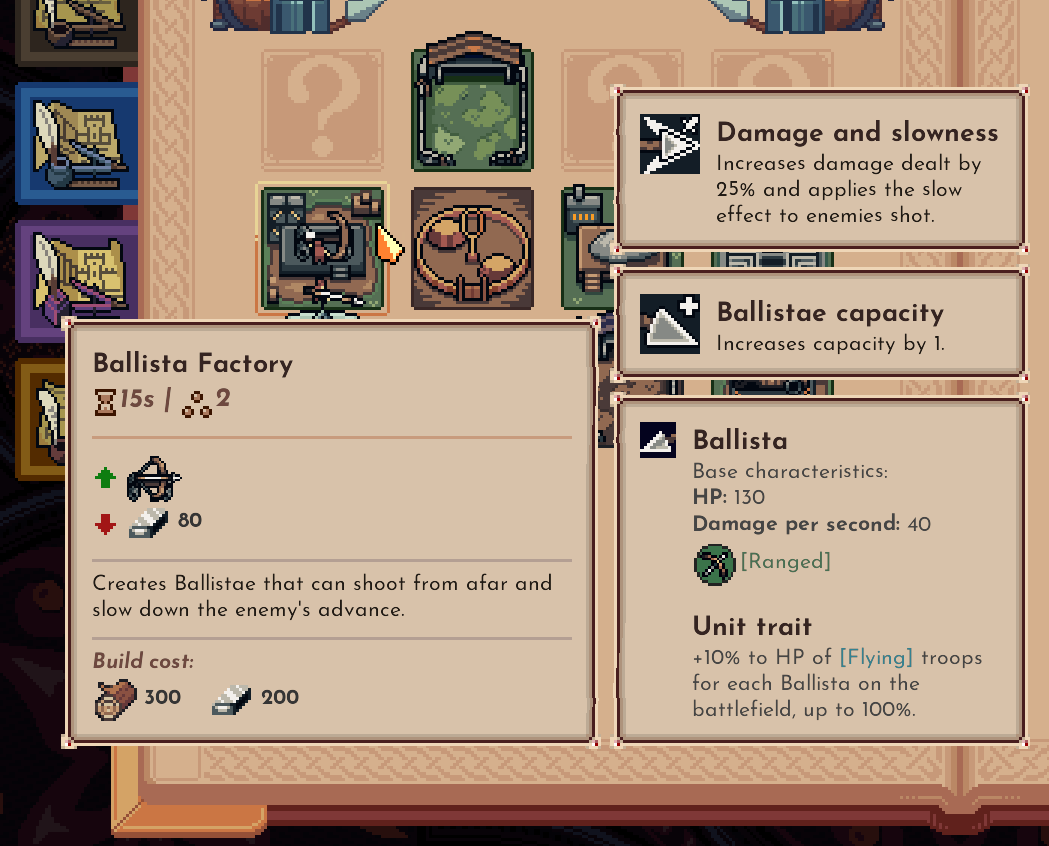 Damage and slowness
Increases damage dealt by
25% and applies the slow
effect to enemies shot.
Ballistae capacity
Increases capacity by 1.
Ballista Factory
15s | 2
80
Creates Ballistae that can shoot from afar and
slow down the enemy's advance.
Build cost:
300 200
Ballista
Base characteristics:
HP: 130
Damage per second: 40
[Ranged]
Unit trait
+10% to HP of [Flying] troops
for each Ballista on the
battlefield, up to 100%.